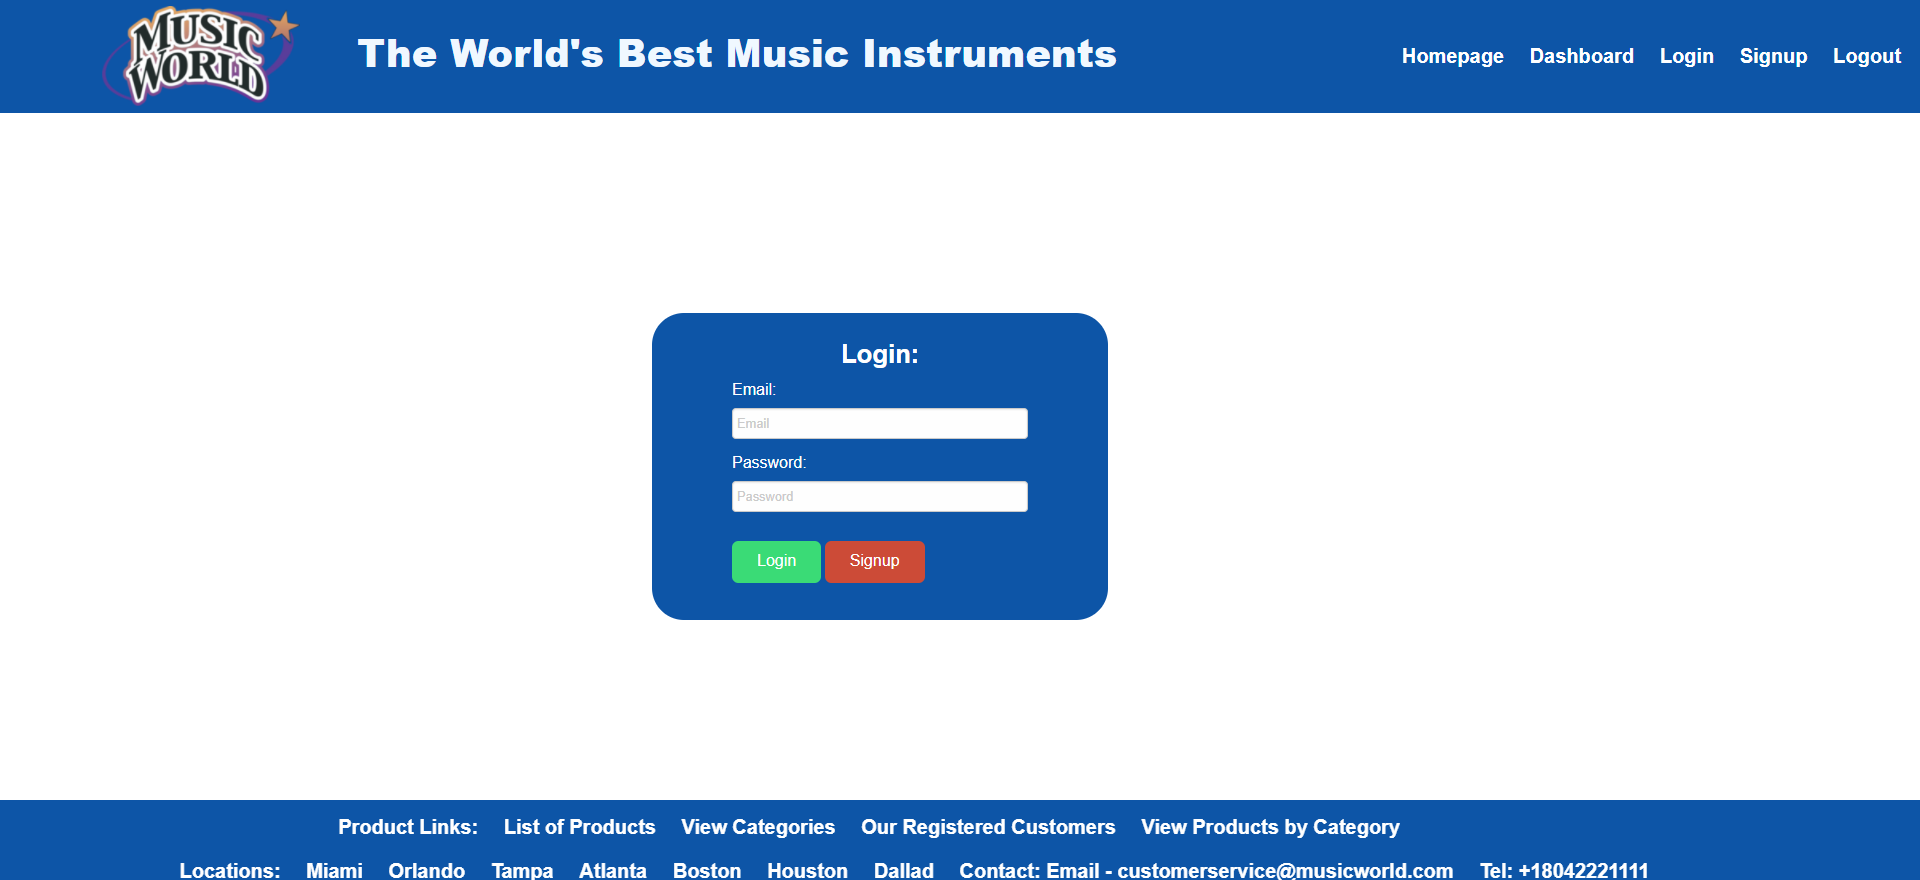 MUSIC
WORLD
The World's Best Music Instruments
Homepage Dashboard Login Signup Logout
Login:
Email:
Email
Password:
Password
Login Signup
Product Links: List of Products View Categories Our Registered Customers View Products by Category
Locations: Miami Orlando Tampa Atlanta Boston Houston Dallad Contact: Email - customerservice@musicworld.com Tel: +18042221111